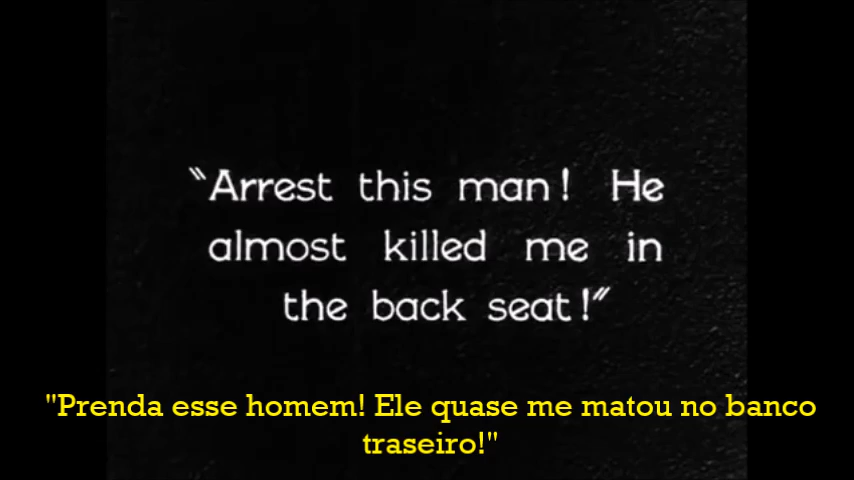 "Arrest this man! He
almost killed me in
the back seat!"
"Prenda esse homem! Ele quase me matou no banco
traseiro!"